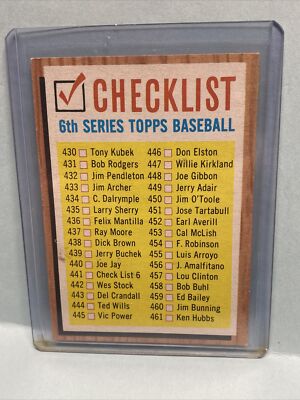 CHECKLIST
6th SERIES TOPPS BASEBALL
430 Tony Kubek
431 Bob Rodgers
432 Jim Pendleton
433 Jim Archer
434 C. Dalrymple
435 Larry Sherry
436 Felix Mantilla
437 Ray Moore
438 Dick Brown
439 Jerry Buchek
440 Joe Jay
441 Check List 6
442 Wes Stock
443 Del Crandall
444 Ted Wills
445 Vic Power
446 Don Elston
447 Willie Kirkland
448 Joe Gibbon
449 Jerry Adair
450 Jim O'Toole
451 Jose Tartabull
452 Earl Averill
453 Cal McLish
454 F. Robinson
455 Luis Arroyo
456 J. Amalfitano
457 Lou Clinton
458 Bob Buhl
459 Ed Bailey
460 Jim Bunning
461 Ken Hubbs